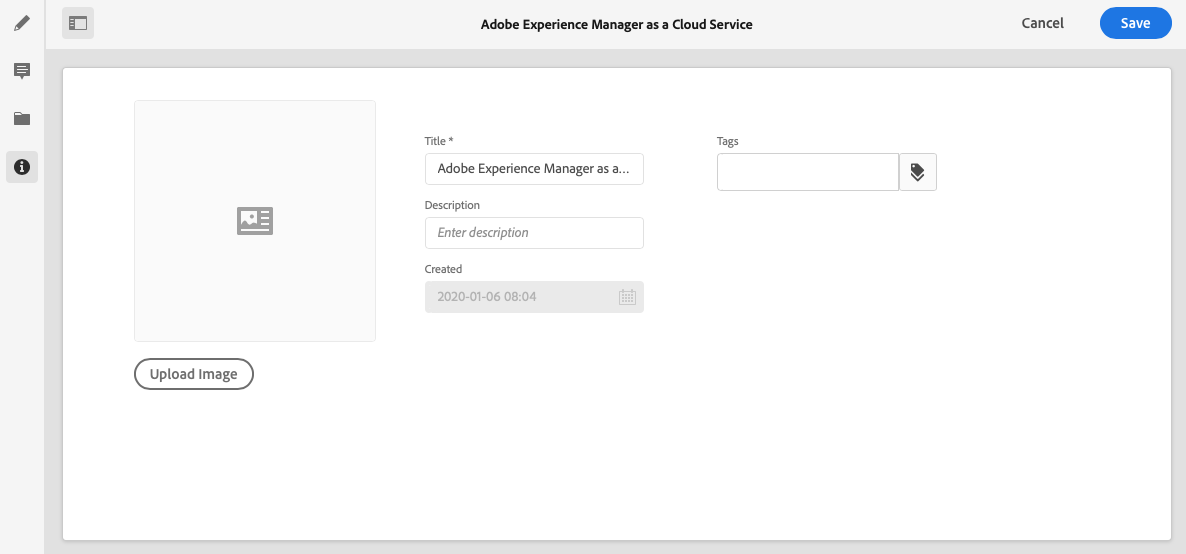 Adobe Experience Manager as a Cloud Service
Cancel
Save
Title *
Adobe Experience Manager as a...
Description
Enter description
Created
2020-01-06 08:04
Tags
Upload Image